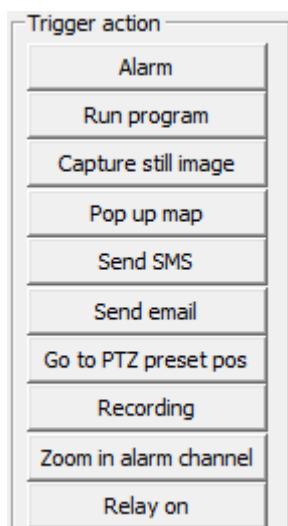 Trigger action
Alarm
Run program
Capture still image
Pop up map
Send SMS
Send email
Go to PTZ preset pos
Recording
Zoom in alarm channel
Relay on